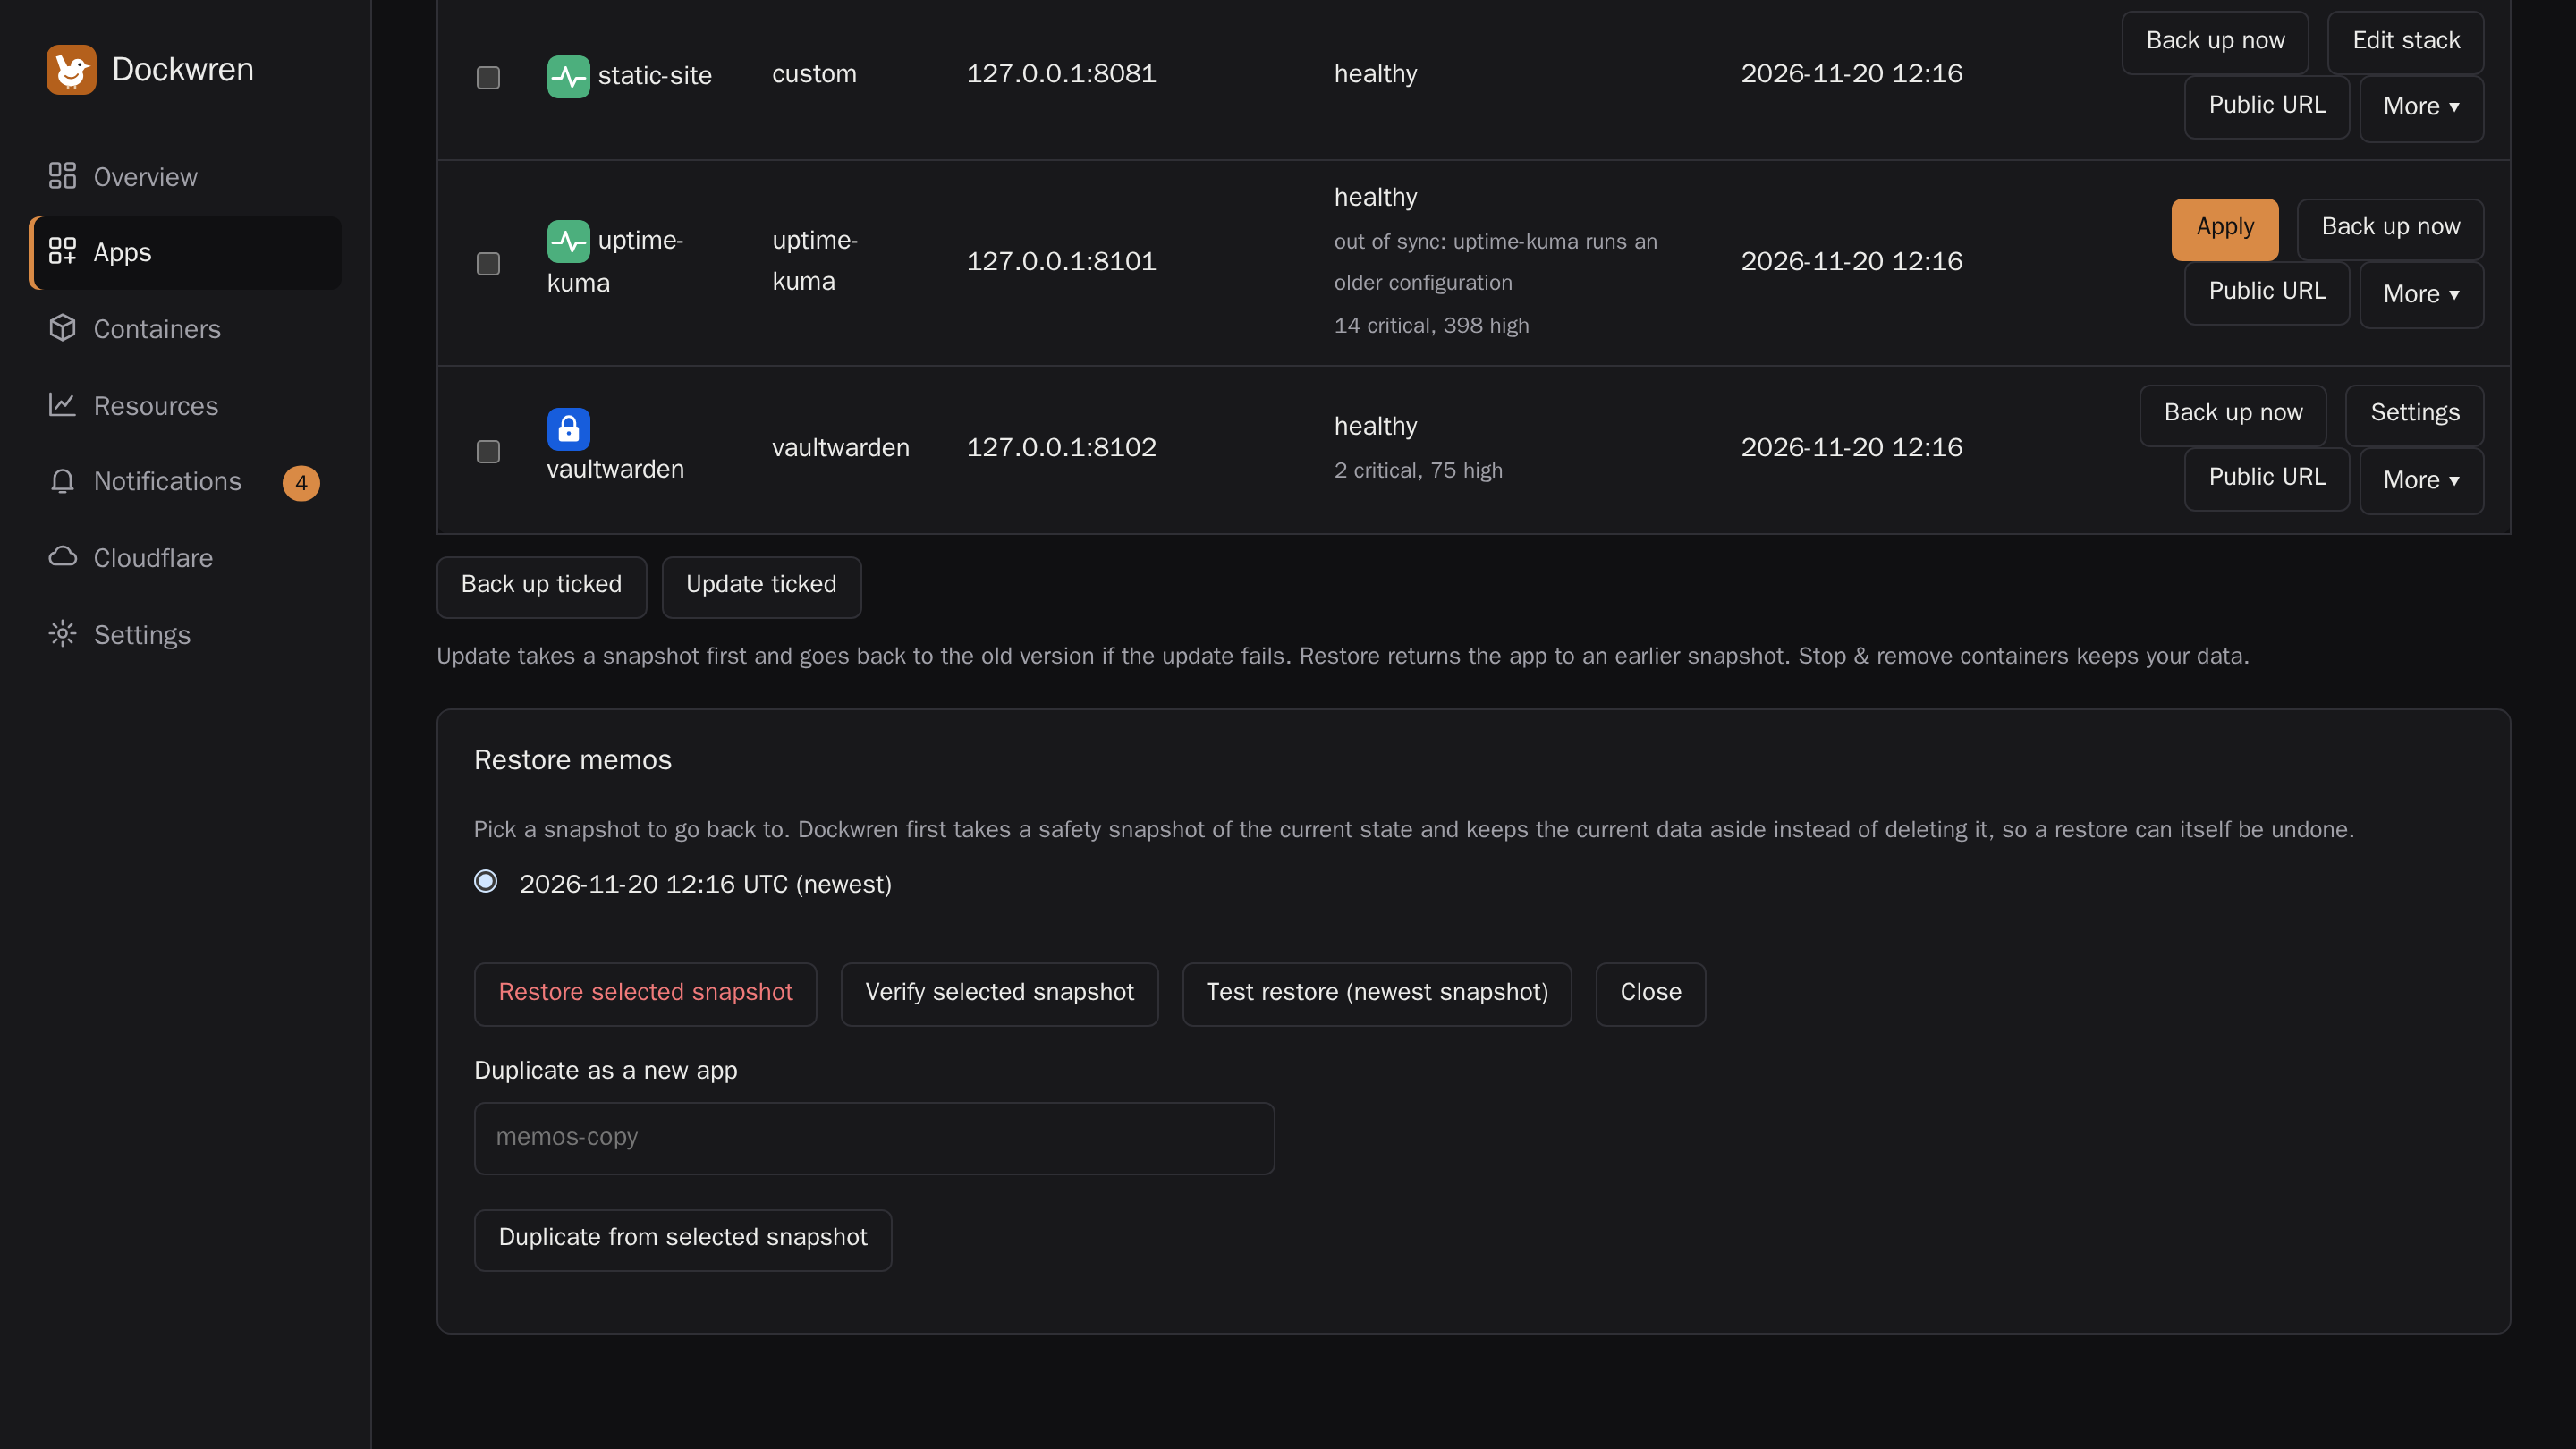 Dockwren
Overview
Apps
Containers
Resources
Notifications 4
Cloudflare
Settings
static-site custom 127.0.0.1:8081 healthy 2026-11-20 12:16 Back up now Edit stack
Public URL More ▾
uptime-kuma uptime-kuma 127.0.0.1:8101 healthy 2026-11-20 12:16 Apply Back up now
out of sync: uptime-kuma runs an
older configuration
14 critical, 398 high
Public URL More ▾
vaultwarden vaultwarden 127.0.0.1:8102 healthy 2026-11-20 12:16 Back up now Settings
2 critical, 75 high
Public URL More ▾
Back up ticked Update ticked
Update takes a snapshot first and goes back to the old version if the update fails. Restore returns the app to an earlier snapshot. Stop & remove containers keeps your data.
Restore memos
Pick a snapshot to go back to. Dockwren first takes a safety snapshot of the current state and keeps the current data aside instead of deleting it, so a restore can itself be undone.
2026-11-20 12:16 UTC (newest)
Restore selected snapshot Verify selected snapshot Test restore (newest snapshot) Close
Duplicate as a new app
memos-copy
Duplicate from selected snapshot